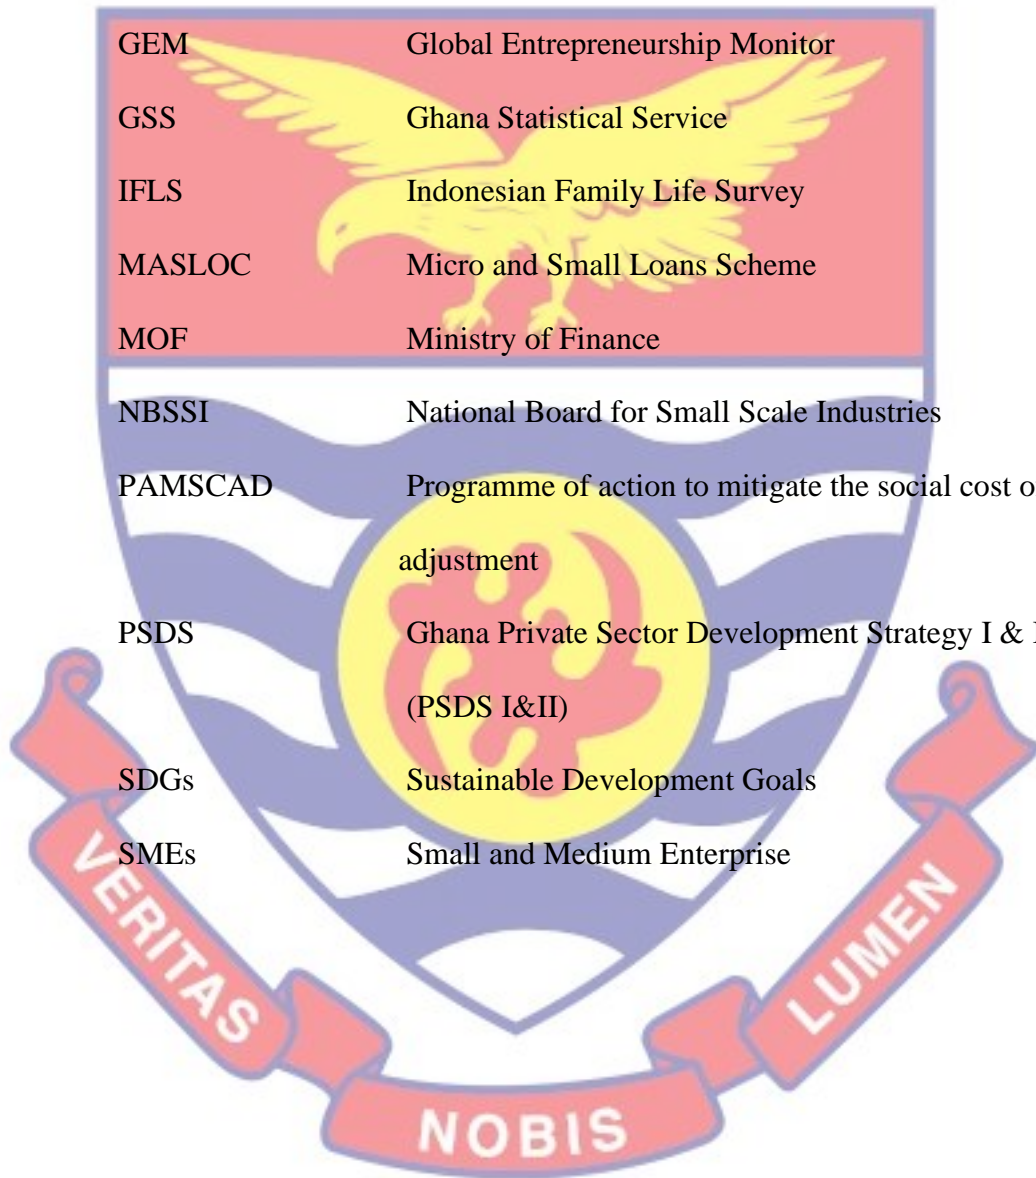 GEM Global Entrepreneurship Monitor
GSS Ghana Statistical Service
IFLS Indonesian Family Life Survey
MASLOC Micro and Small Loans Scheme
MOF Ministry of Finance
NBSSI National Board for Small Scale Industries
PAMSCAD Programme of action to mitigate the social cost o
adjustment
PSDS Ghana Private Sector Development Strategy I &
(PSDS I&II)
SDGs Sustainable Development Goals
SMEs Small and Medium Enterprise
VERITAS
NOBIS
LUMEN